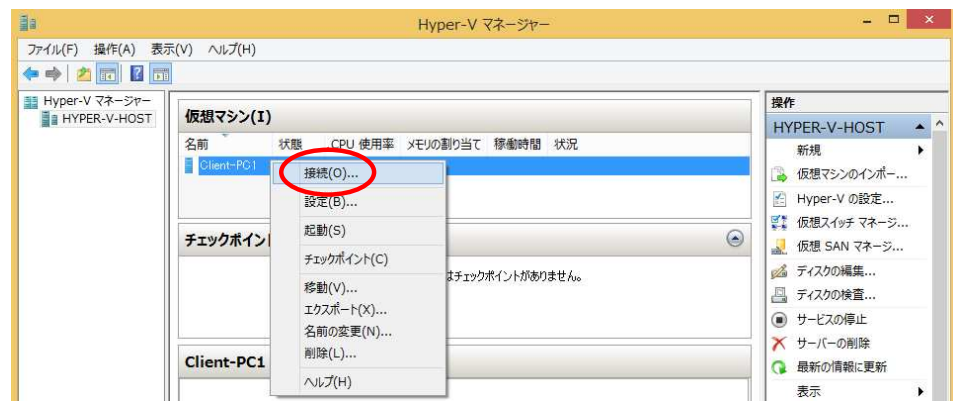 Hyper-V マネージャー
ファイル(F) 操作(A) 表示(V) ヘルプ(H)
Hyper-V マネージャー
HYPER-V-HOST
仮想マシン(I)
名前 状態 CPU 使用率 メモリの割り当て 稼働時間 状況
Client-PC1
接続(O)...
設定(B)...
起動(S)
チェックポイント(C)
移動(V)...
エクスポート(X)...
名前の変更(N)...
削除(L)...
ヘルプ(H)
チェックポイン
はチェックポイントがありません。
Client-PC1
操作
HYPER-V-HOST
新規
仮想マシンのインポー...
Hyper-V の設定...
仮想スイッチ マネージ...
仮想 SAN マネージ...
ディスクの編集...
ディスクの検査...
サービスの停止
サーバーの削除
最新の情報に更新
表示